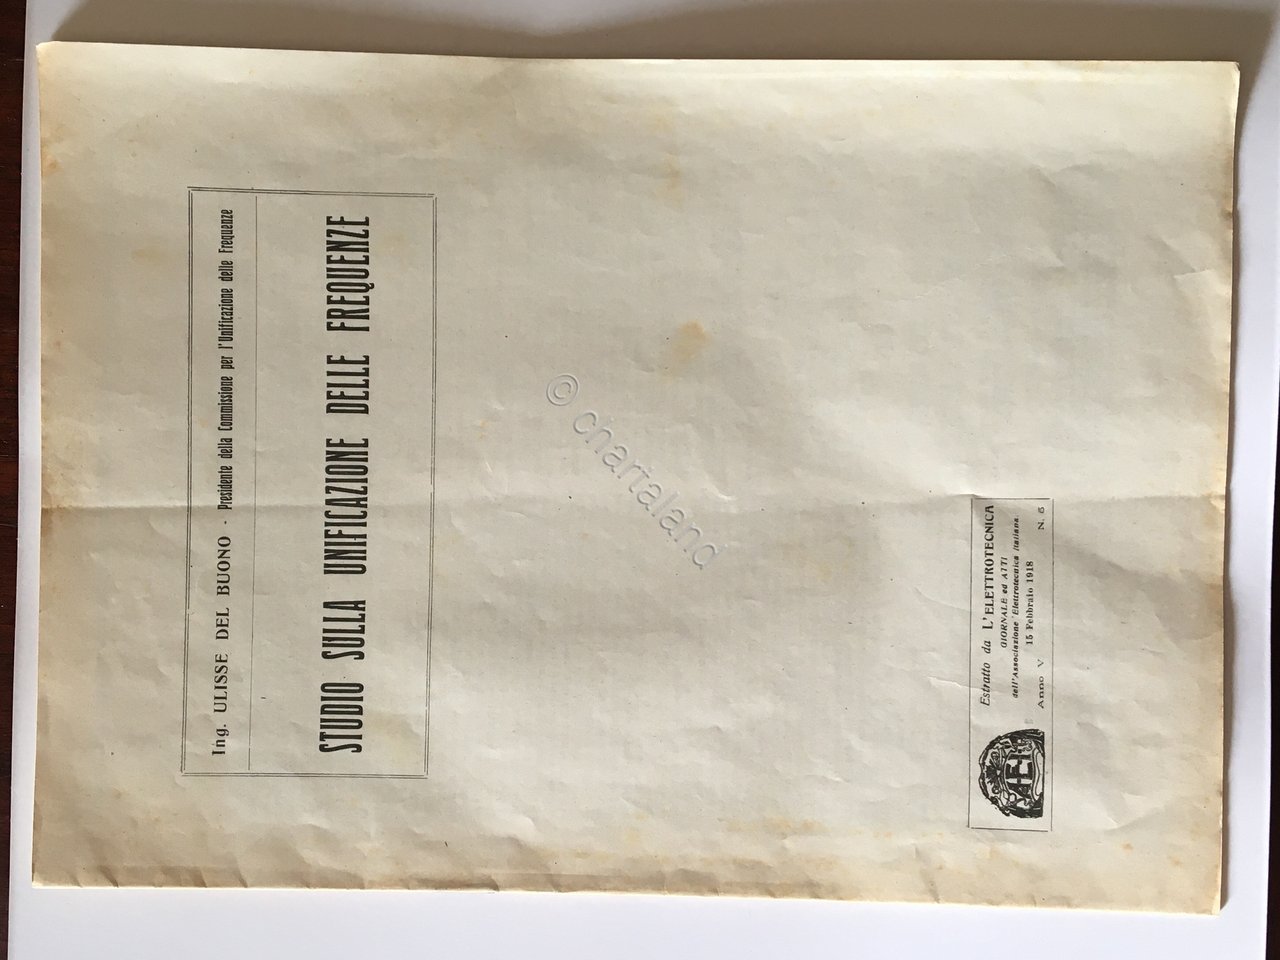 Ing. ULISSE DEL BUONO - Presidente della Commissione per l'Unificazione delle Frequenze
STUDIO SULLA UNIFICAZIONE DELLE FREQUENZE
© chartaland
AEI
Estratto da L'ELETTROTECNICA
GIORNALE ed ATTI
dell'Associazione Elettrotecnica Italiana
15 Febbraio 1918
Anno V N. 5